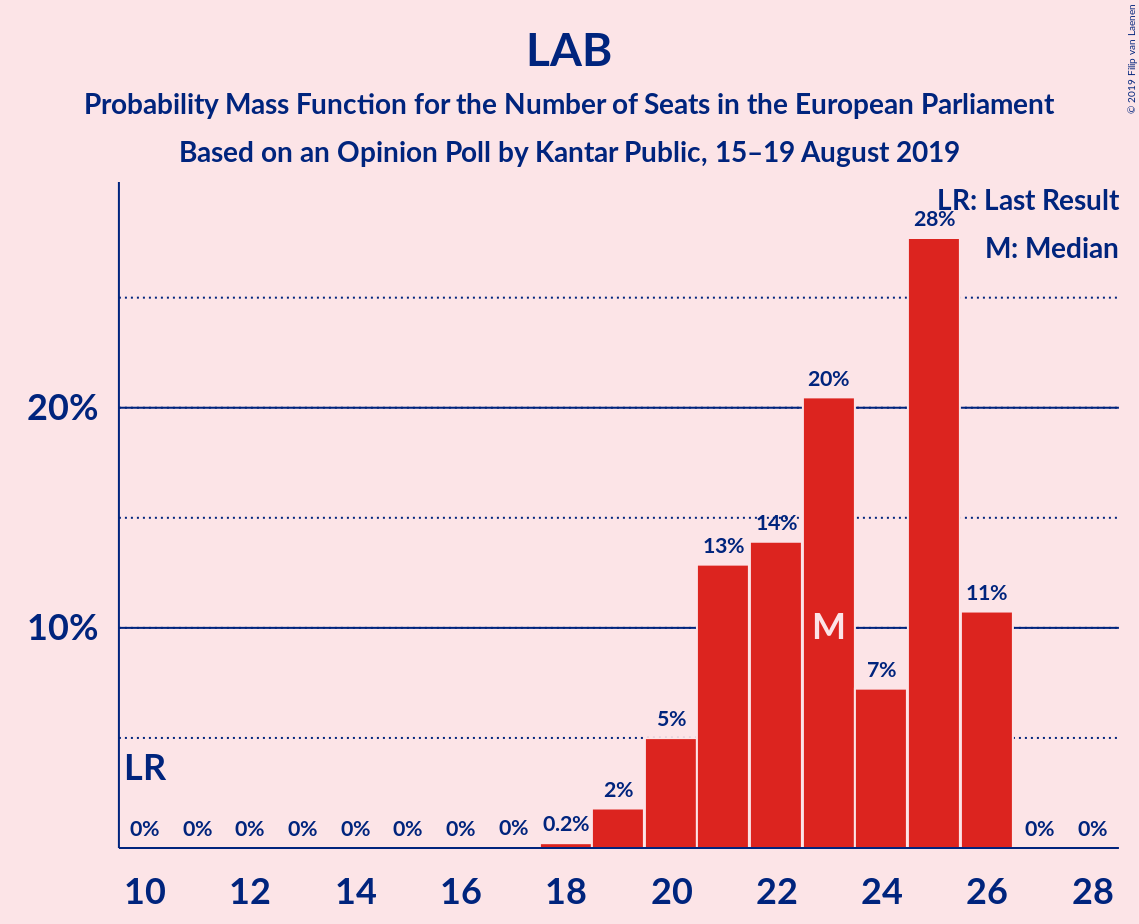 LAB
Probability Mass Function for the Number of Seats in the European Parliament
Based on an Opinion Poll by Kantar Public, 15–19 August 2019
© 2019 Filip van Laenen
LR: Last Result
M: Median
20%
10%
LR
M
0%
0%
0%
0%
0%
0%
0%
0%
0.2%
2%
5%
13%
14%
20%
7%
28%
11%
0%
0%
10 12 14 16 18 20 22 24 26 28